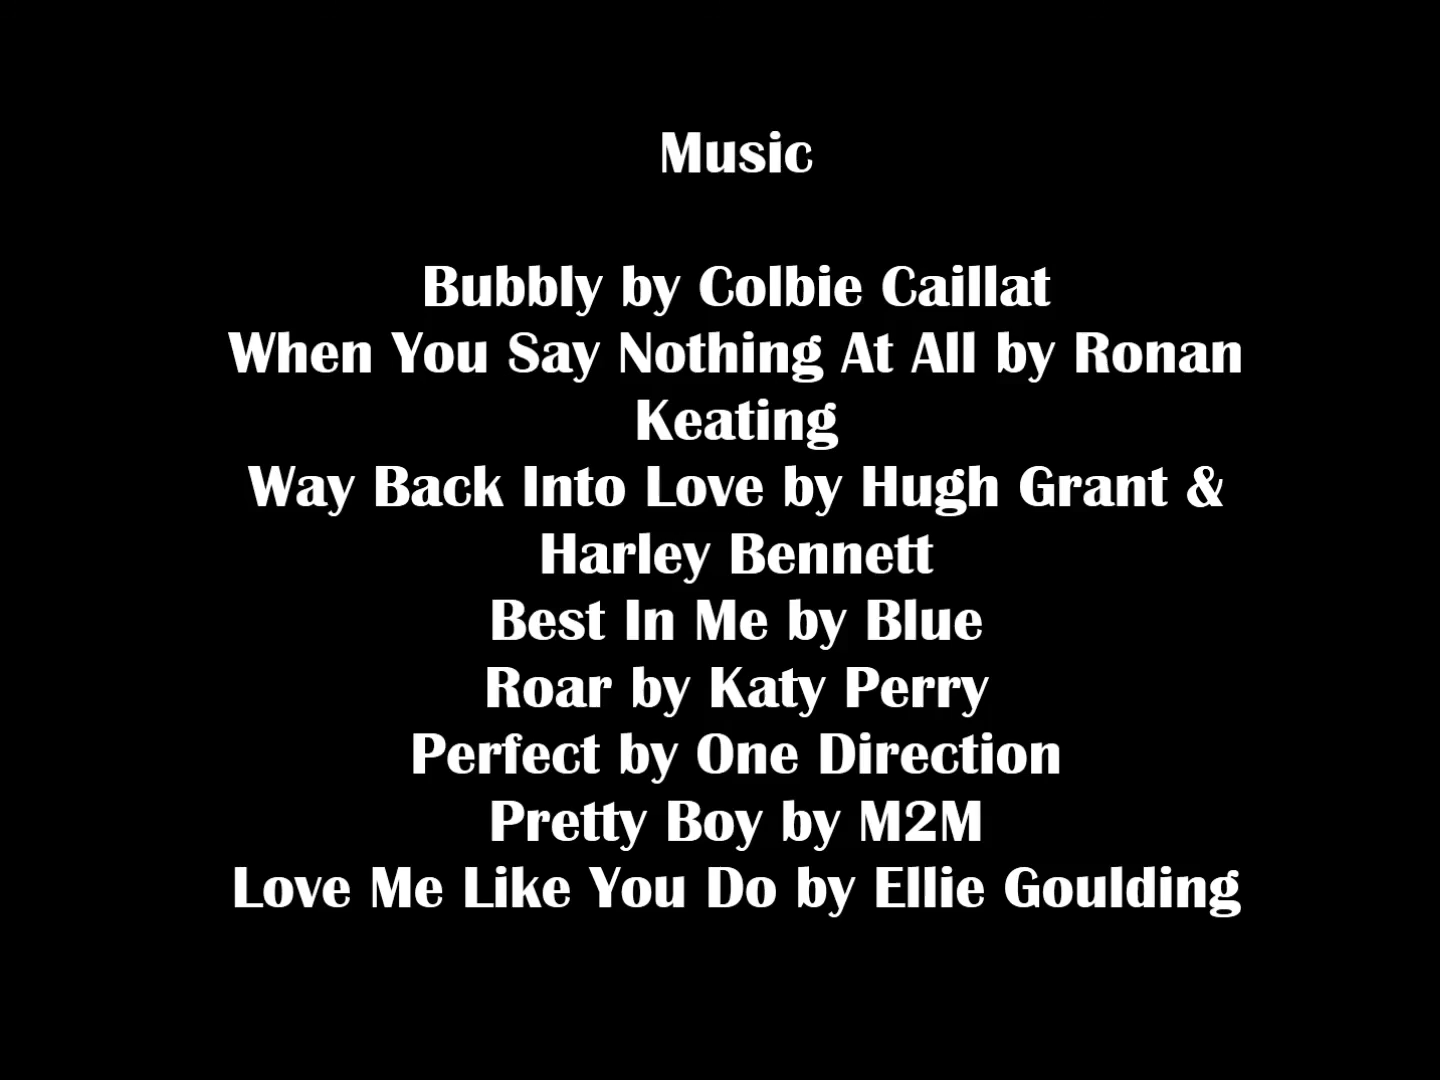 Music
Bubbly by Colbie Caillat
When You Say Nothing At All by Ronan
Keating
Way Back Into Love by Hugh Grant &
Harley Bennett
Best In Me by Blue
Roar by Katy Perry
Perfect by One Direction
Pretty Boy by M2M
Love Me Like You Do by Ellie Goulding